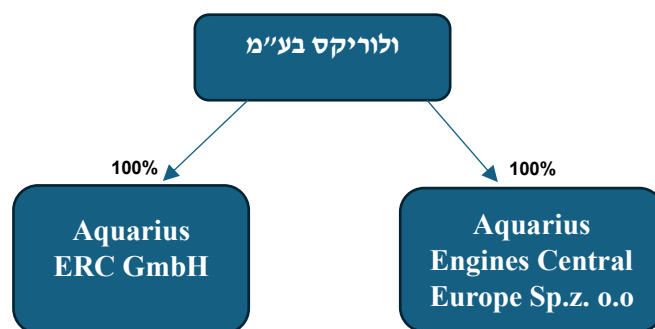 ולוריקס בע״מ
100%
100%
Aquarius
ERC GmbH
Aquarius
Engines Central
Europe Sp.z. o.o